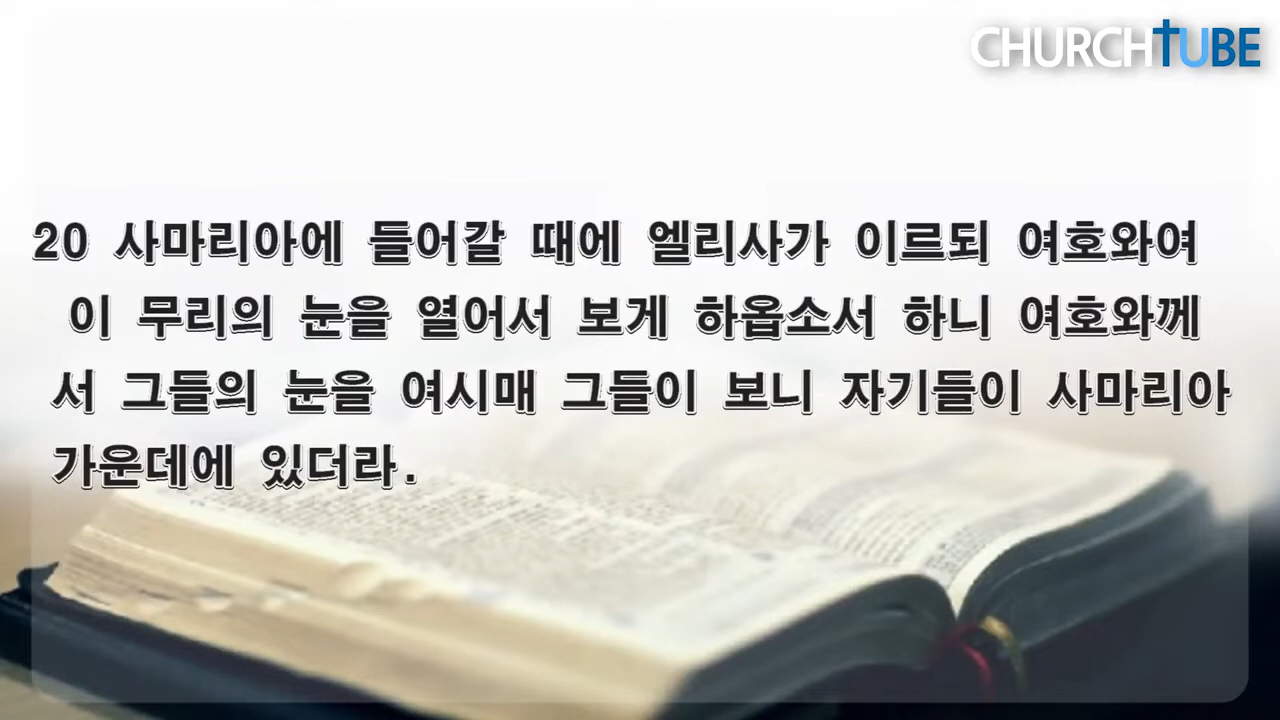 CHURCHTUBE
20 사마리아에 들어갈 때에 엘리사가 이르되 여호와여
이 무리의 눈을 열어서 보게 하옵소서 하니 여호와께
서 그들의 눈을 여시매 그들이 보니 자기들이 사마리아
가운데에 있더라.